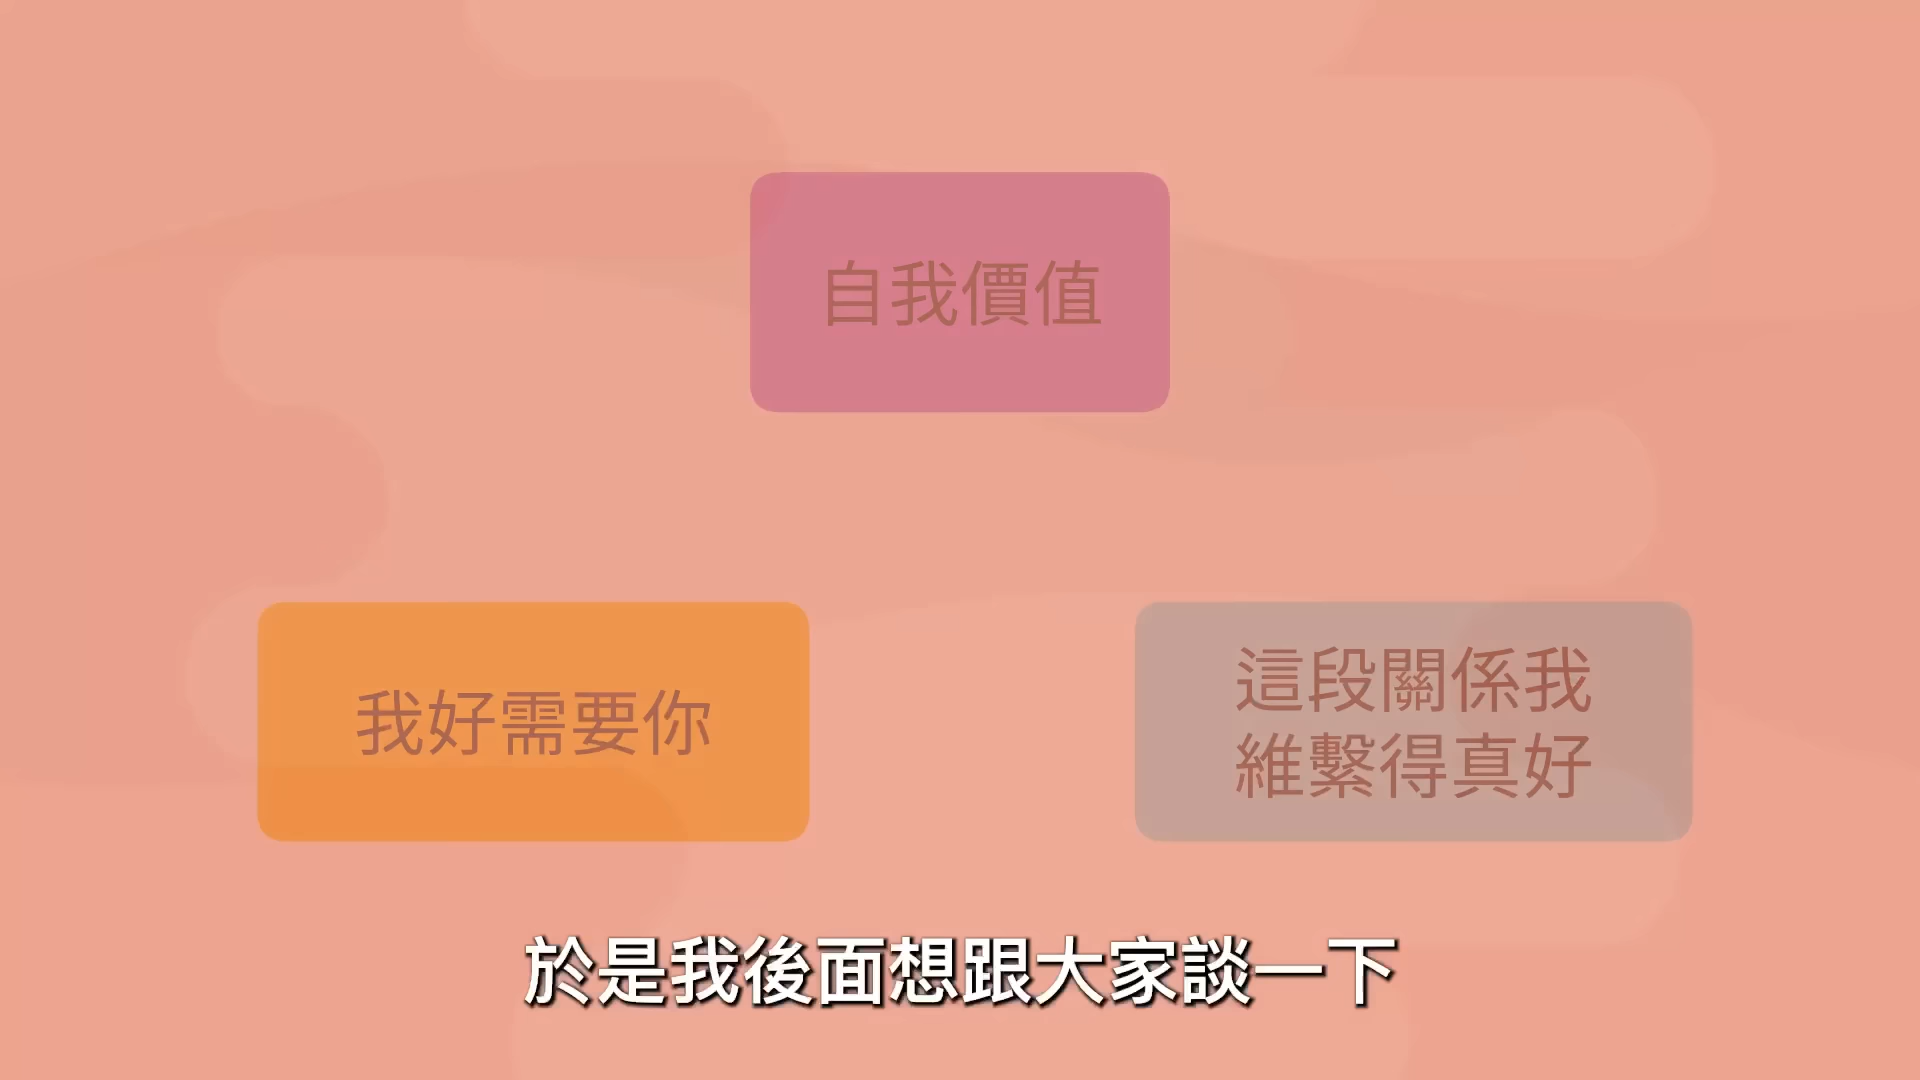 自我價值
我好需要你
這段關係我
維繫得真好
於是我後面想跟大家談一下